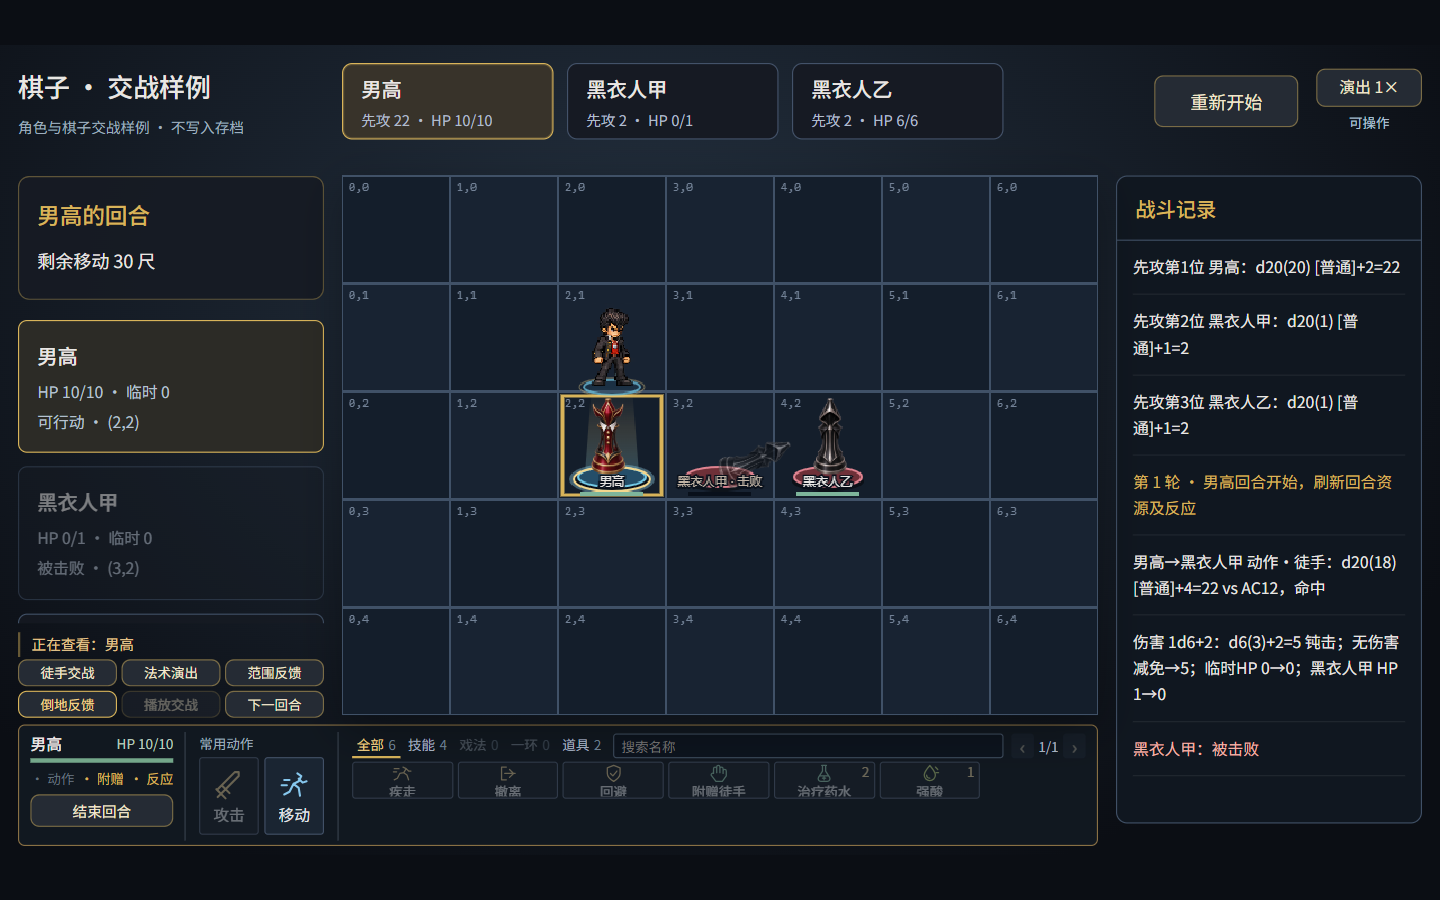 棋子 · 交战样例
角色与棋子交战样例 · 不写入存档
男高
先攻 22 · HP 10/10
黑衣人甲
先攻 2 · HP 0/1
黑衣人乙
先攻 2 · HP 6/6
重新开始
演出 1×
可操作
男高的回合
剩余移动 30 尺
男高
HP 10/10 · 临时 0
可行动 · (2,2)
黑衣人甲
HP 0/1 · 临时 0
被击败 · (3,2)
正在查看：男高
徒手交战 法术演出 范围反馈
倒地反馈 播放交战 下一回合
0,0 1,0 2,0 3,0 4,0 5,0 6,0
0,1 1,1 2,1 3,1 4,1 5,1 6,1
0,2 1,2 2,2 3,2 4,2 5,2 6,2
男高 黑衣人甲·击败 黑衣人乙
0,3 1,3 2,3 3,3 4,3 5,3 6,3
0,4 1,4 2,4 3,4 4,4 5,4 6,4
战斗记录
先攻第1位 男高：d20(20) [普通]+2=22
先攻第2位 黑衣人甲：d20(1) [普
通]+1=2
先攻第3位 黑衣人乙：d20(1) [普
通]+1=2
第 1 轮 · 男高回合开始，刷新回合资
源及反应
男高→黑衣人甲 动作·徒手：d20(18)
[普通]+4=22 vs AC12，命中
伤害 1d6+2：d6(3)+2=5 钝击；无伤害
减免→5；临时HP 0→0；黑衣人甲 HP
1→0
黑衣人甲：被击败
男高 HP 10/10
· 动作 · 附赠 · 反应
结束回合
常用动作
攻击 移动
全部 6 技能 4 戏法 0 一环 0 道具 2 搜索名称 ‹ 1/1 ›
疾走 撤离 回避 附赠徒手 治疗药水 2 强酸 1